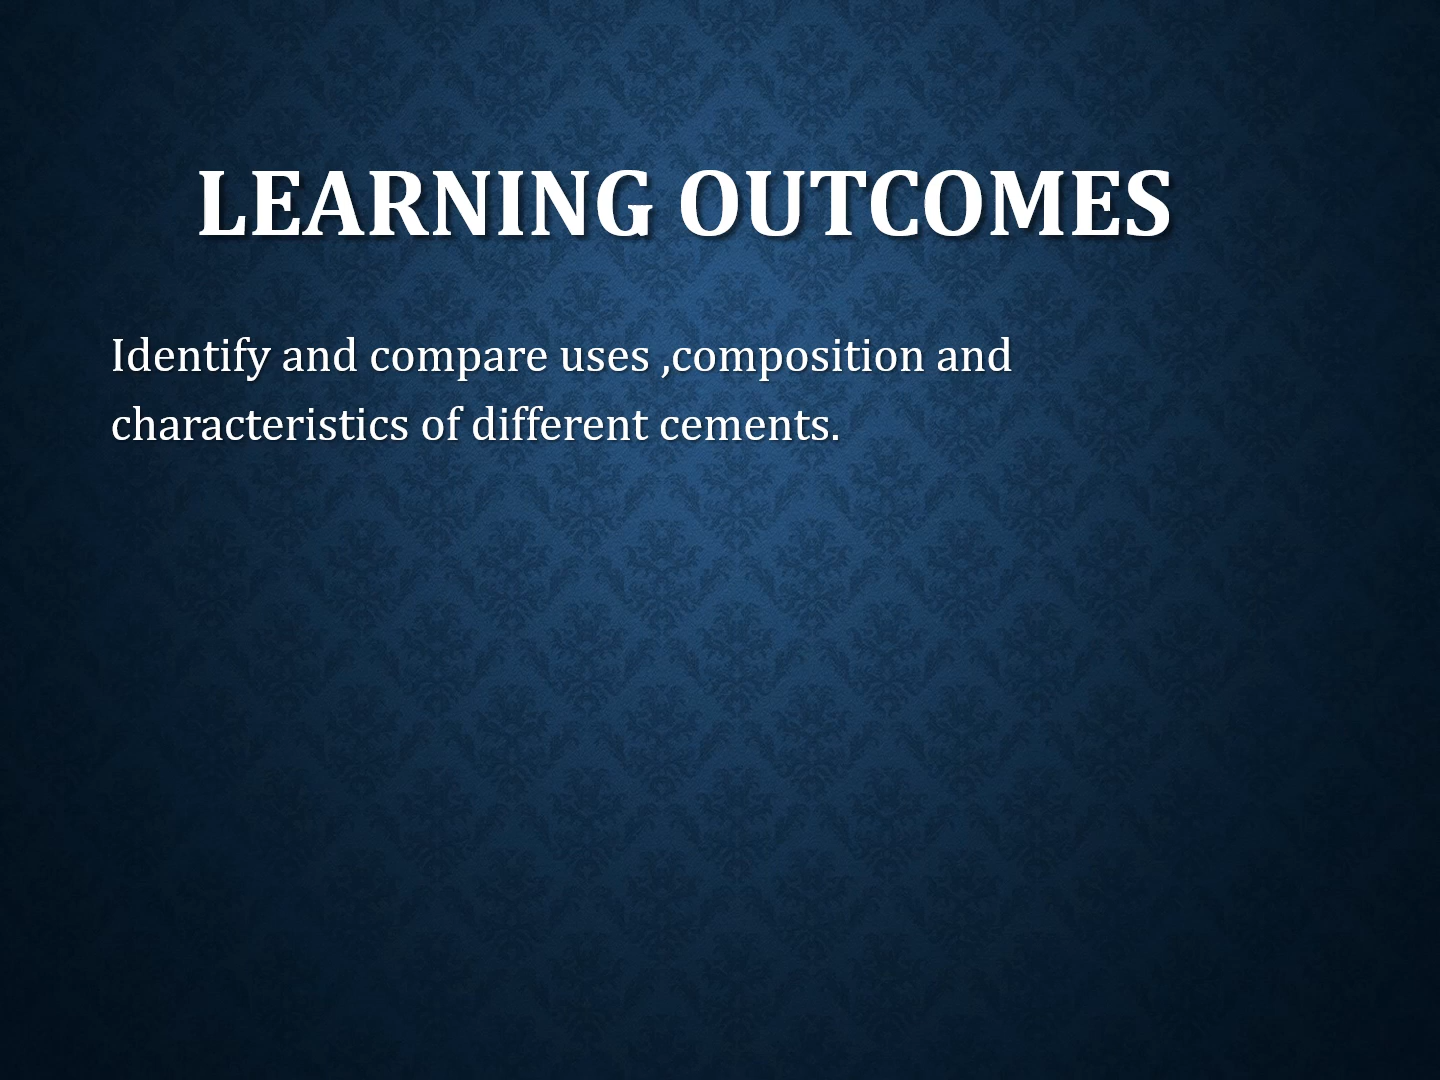 LEARNING OUTCOMES
Identify and compare uses ,composition and
characteristics of different cements.